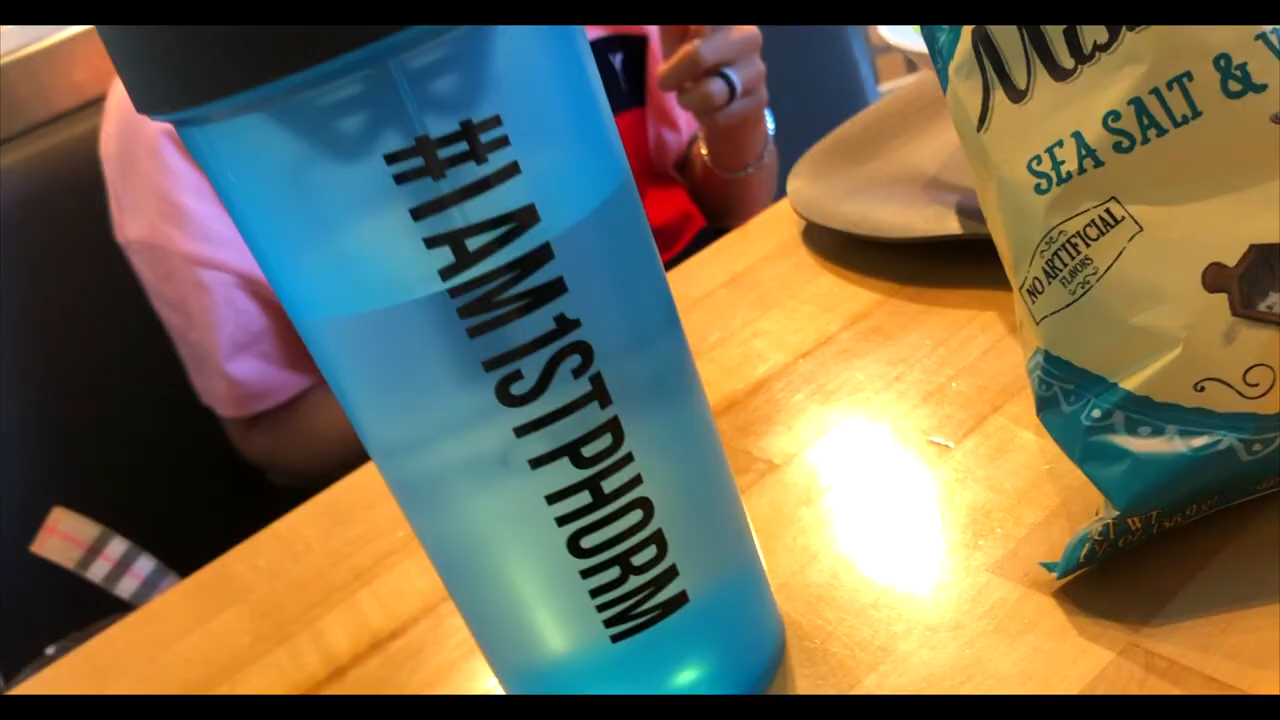 #IAM1STPHORM
SEA SALT &
NO ARTIFICIAL
FLAVORS